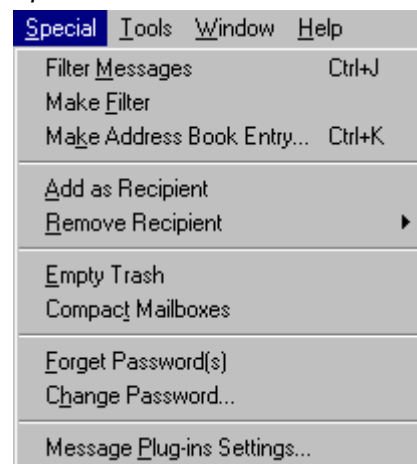 Special Tools Window Help
Filter Messages Ctrl+J
Make Filter
Make Address Book Entry... Ctrl+K
Add as Recipient
Remove Recipient
Empty Trash
Compact Mailboxes
Forget Password(s)
Change Password...
Message Plug-ins Settings...